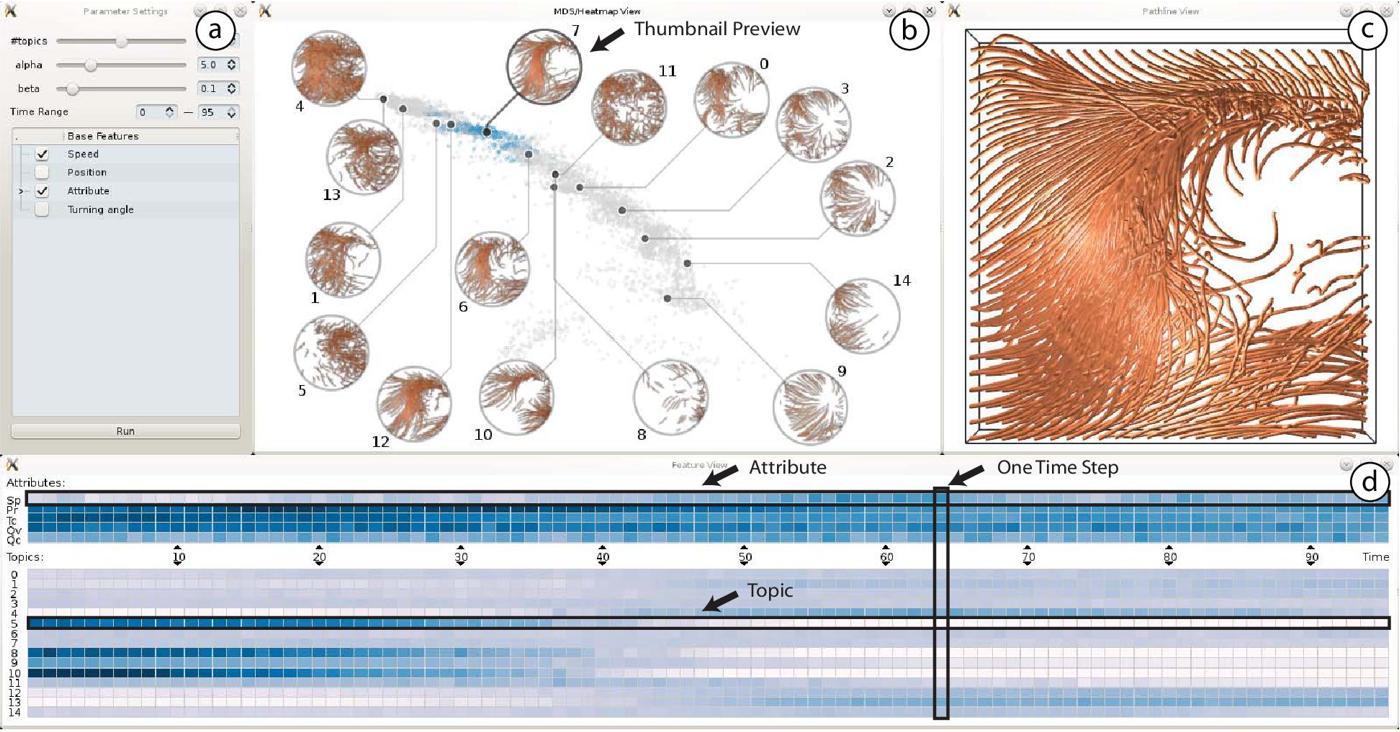 Parameter Settings
a
#topics
alpha 5.0
beta 0.1
Time Range 0 — 95
. Base Features
Speed
Position
Attribute
Turning angle
Run
MDS/Heatmap View
b
Thumbnail Preview
7
4
11
0
3
13
2
1
6
14
5
9
12
10
8
Pathline View
c
Feature View
d
Attribute
One Time Step
Attributes:
Sp
Pr
Tc
Qv
Qc
Topics: 10 20 30 40 50 60 70 80 90 Time
Topic
0
1
2
3
4
5
6
7
8
9
10
11
12
13
14